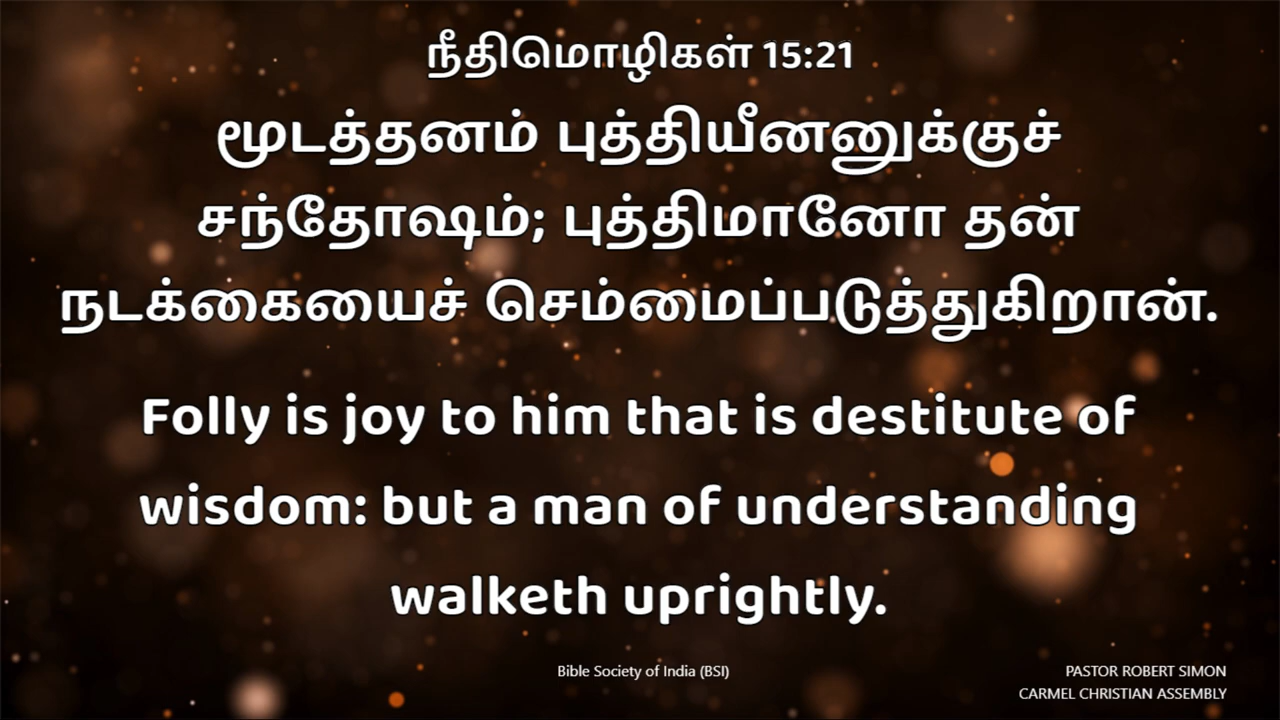 நீதிமொழிகள் 15:21
மூடத்தனம் புத்தியீனனுக்குச்
சந்தோஷம்; புத்திமானோ தன்
நடக்கையைச் செம்மைப்படுத்துகிறான்.
Folly is joy to him that is destitute of
wisdom: but a man of understanding
walketh uprightly.
Bible Society of India (BSI)
PASTOR ROBERT SIMON
CARMEL CHRISTIAN ASSEMBLY